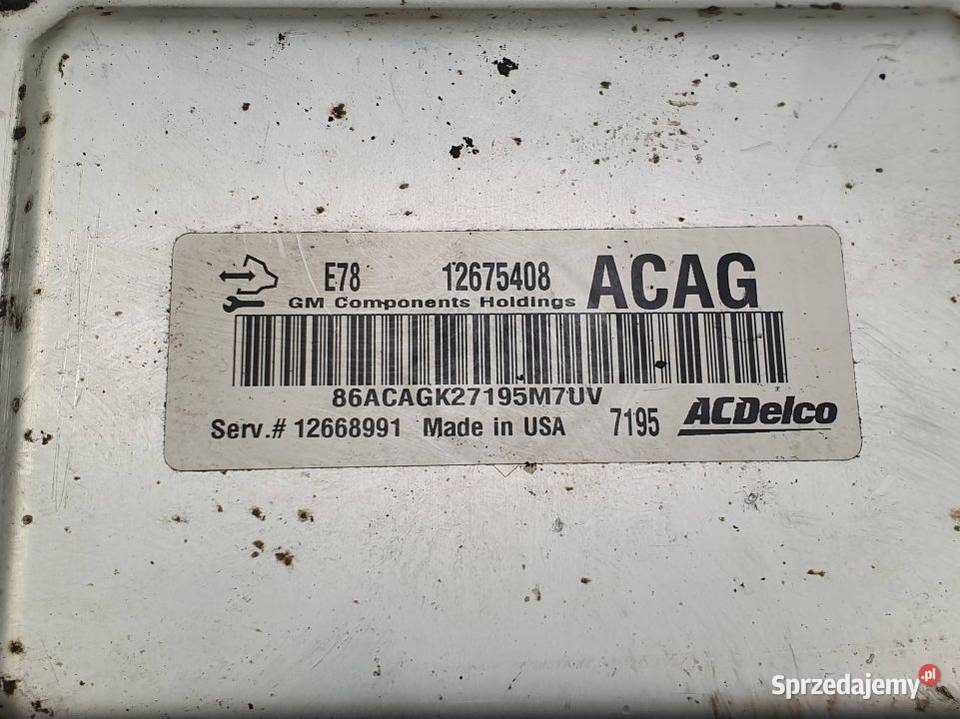 E78 12675408 ACAG
GM Components Holdings
86ACAGK27195M7UV
Serv.# 12668991 Made in USA 7195 ACDelco
Sprzedajemy.pl